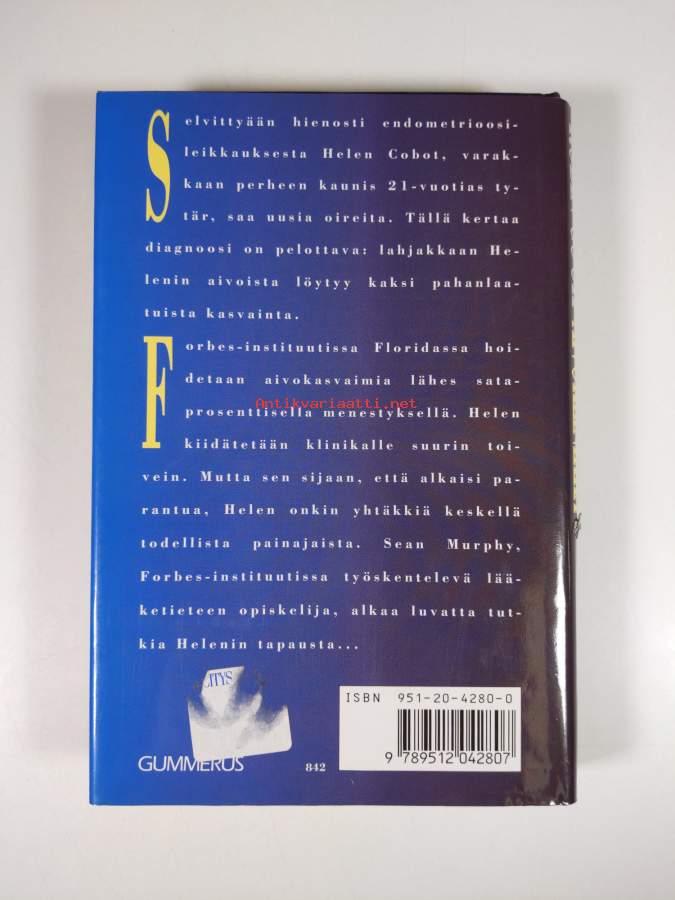 Selvittyään hienosti endometrioosi-
leikkauksesta Helen Cobot, varak-
kaan perheen kaunis 21-vuotias ty-
tär, saa uusia oireita. Tällä kertaa
diagnoosi on pelottava: lahjakkaan He-
lenin aivoista löytyy kaksi pahanlaa-
tuista kasvainta.
Forbes-instituutissa Floridassa hoi-
detaan aivokasvaimia lähes sata-
prosenttisella menestyksellä. Helen
kiidätetään klinikalle suurin toi-
vein. Mutta sen sijaan, että alkaisi pa-
rantua, Helen onkin yhtäkkiä keskellä
todellista painajaista. Sean Murphy,
Forbes-instituutissa työskentelevä lää-
ketieteen opiskelija, alkaa luvatta tut-
kia Helenin tapausta...
Antikvariaatti.net
ISBN 951-20-4280-0
9 789512 042807
GUMMERUS 842